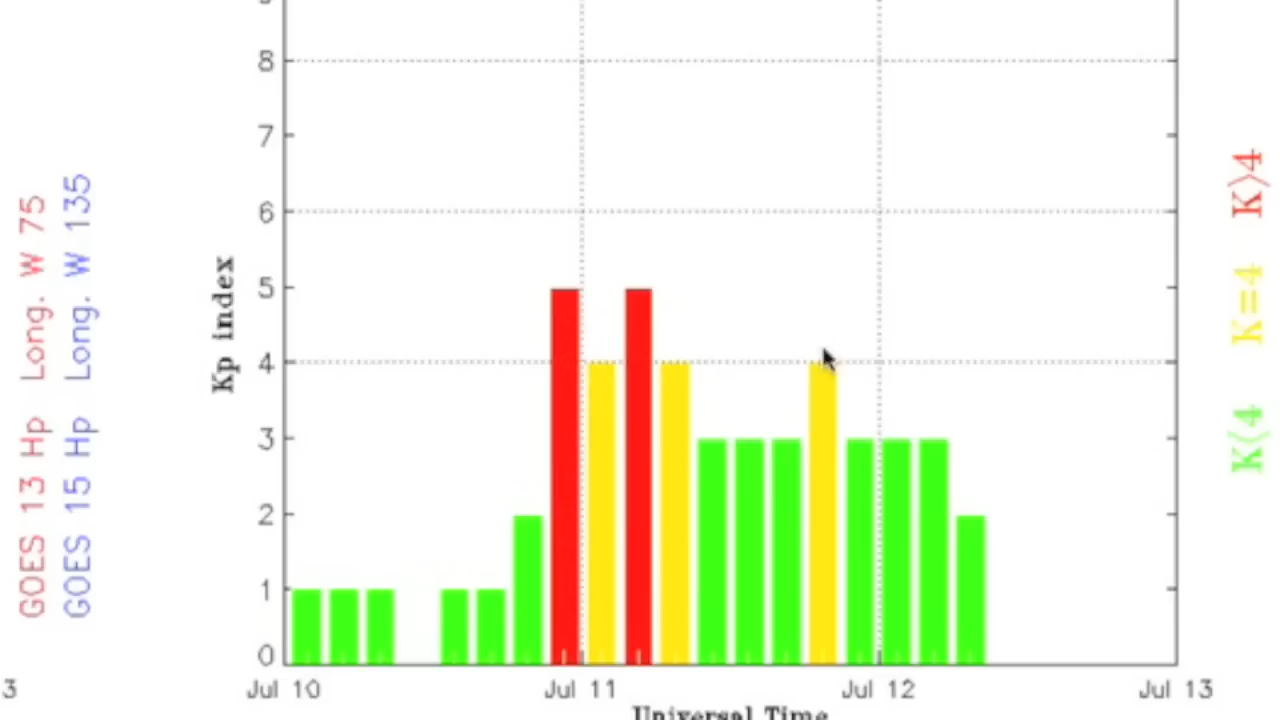 GOES 13 Hp Long. W 75
GOES 15 Hp Long. W 135
Kp index
8
7
6
5
4
3
2
1
0
Jul 10
Jul 11
Jul 12
Jul 13
Universal Time
K>4
K=4
K<4
3